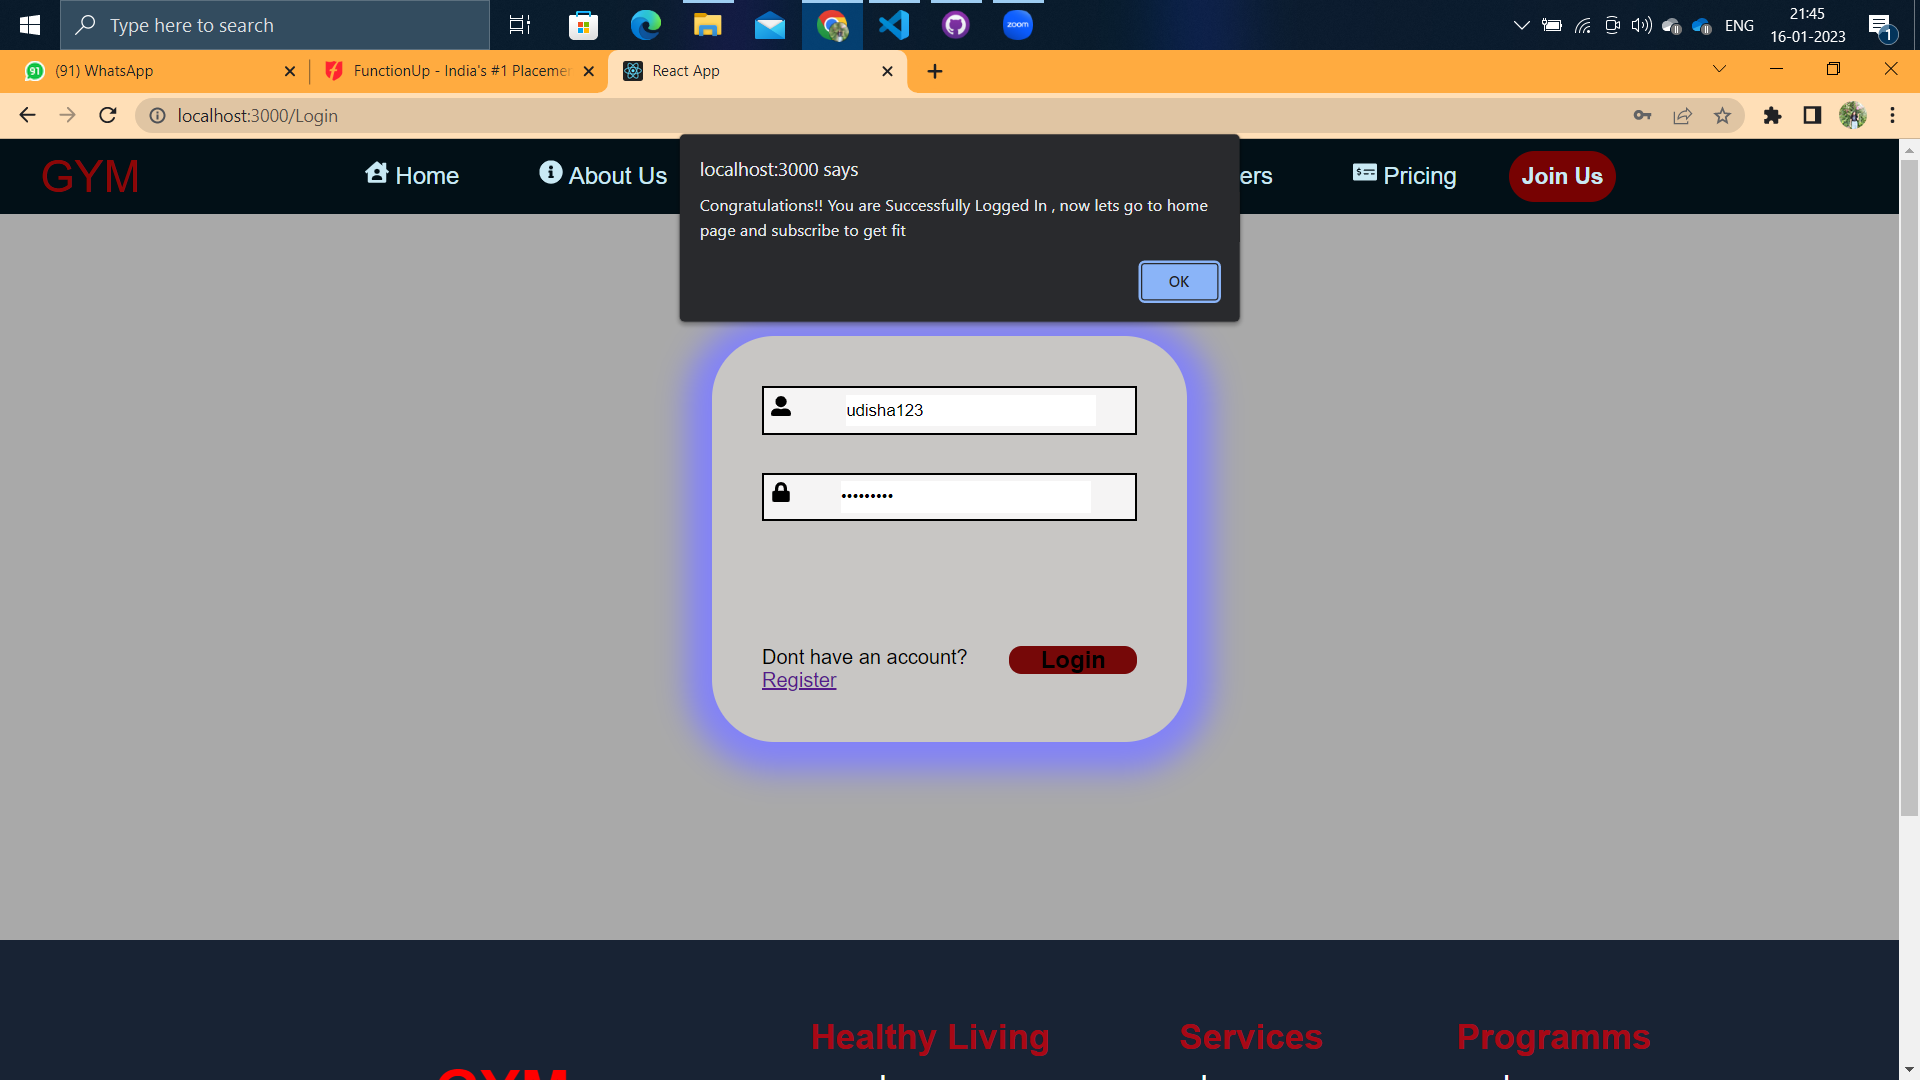 Type here to search
zoom
ENG
21:45
16-01-2023
1
91
(91) WhatsApp
FunctionUp - India's #1 Placemer
React App
localhost:3000/Login
GYM
Home
About Us
ers
Pricing
Join Us
localhost:3000 says
Congratulations!! You are Successfully Logged In , now lets go to home
page and subscribe to get fit
OK
udisha123
•••••••••
Dont have an account?
Register
Login
Healthy Living
Services
Programms
GYM